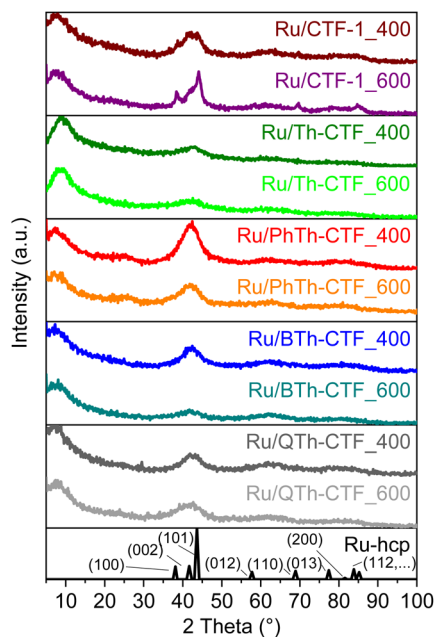 Ru/CTF-1_400
Ru/CTF-1_600
Ru/Th-CTF_400
Ru/Th-CTF_600
Ru/PhTh-CTF_400
Ru/PhTh-CTF_600
Ru/BTh-CTF_400
Ru/BTh-CTF_600
Ru/QTh-CTF_400
Ru/QTh-CTF_600
Intensity (a.u.)
(101)
(200)
Ru-hcp
(002)
(100)
(012)
(110)
(013)
(112,...)
10 20 30 40 50 60 70 80 90 100
2 Theta (°)